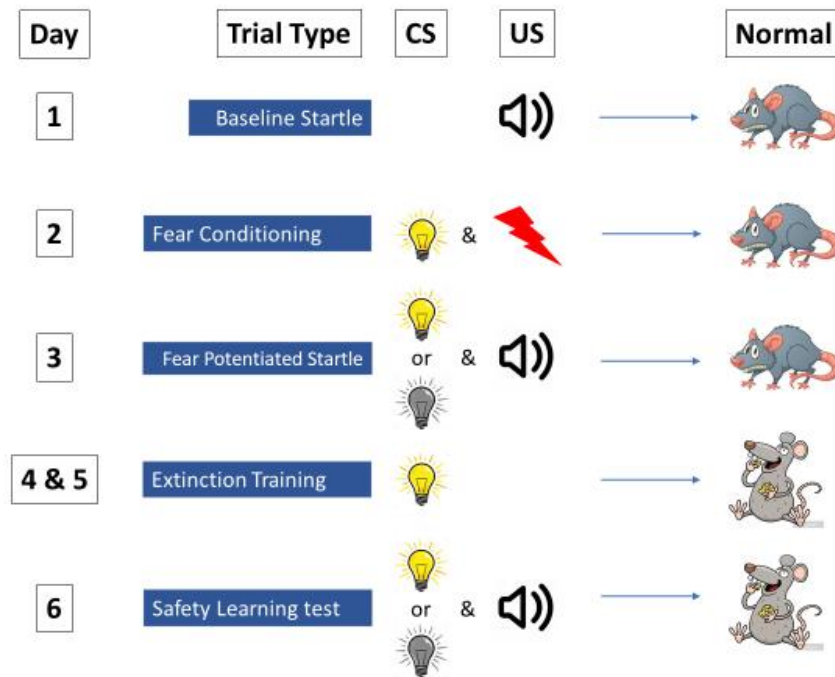 Day Trial Type CS US Normal
1 Baseline Startle
2 Fear Conditioning &
3 Fear Potentiated Startle or &
4 & 5 Extinction Training
6 Safety Learning test or &